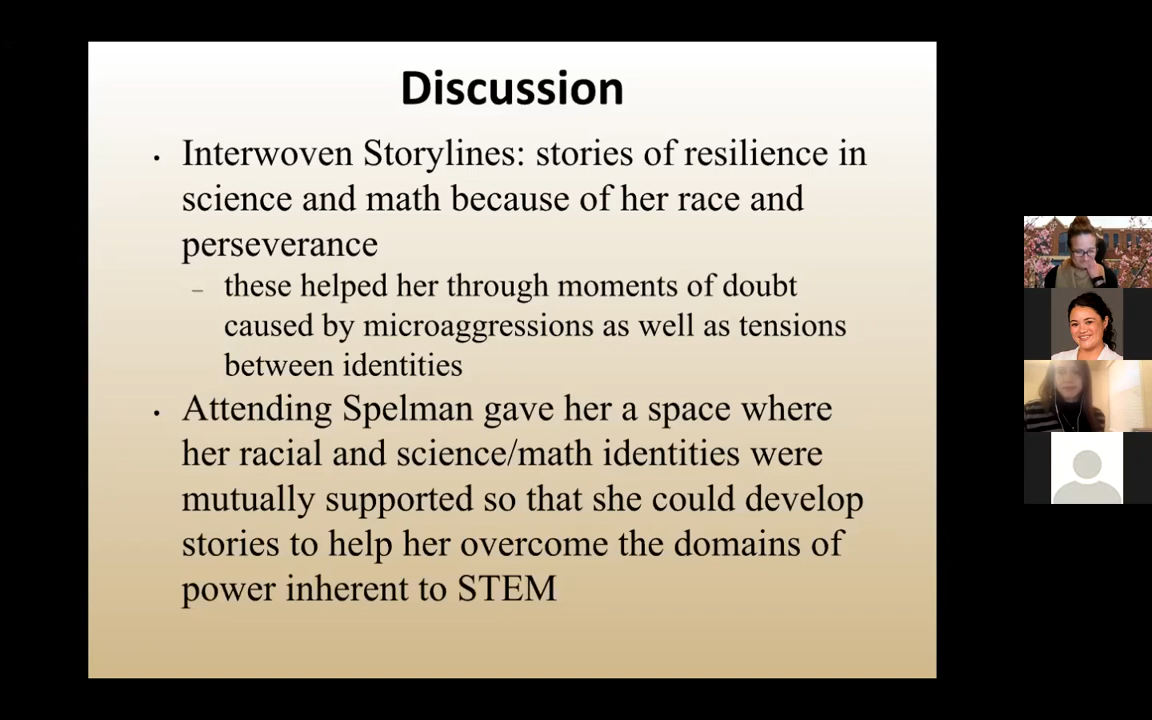 Discussion
• Interwoven Storylines: stories of resilience in
science and math because of her race and
perseverance
– these helped her through moments of doubt
caused by microaggressions as well as tensions
between identities
• Attending Spelman gave her a space where
her racial and science/math identities were
mutually supported so that she could develop
stories to help her overcome the domains of
power inherent to STEM